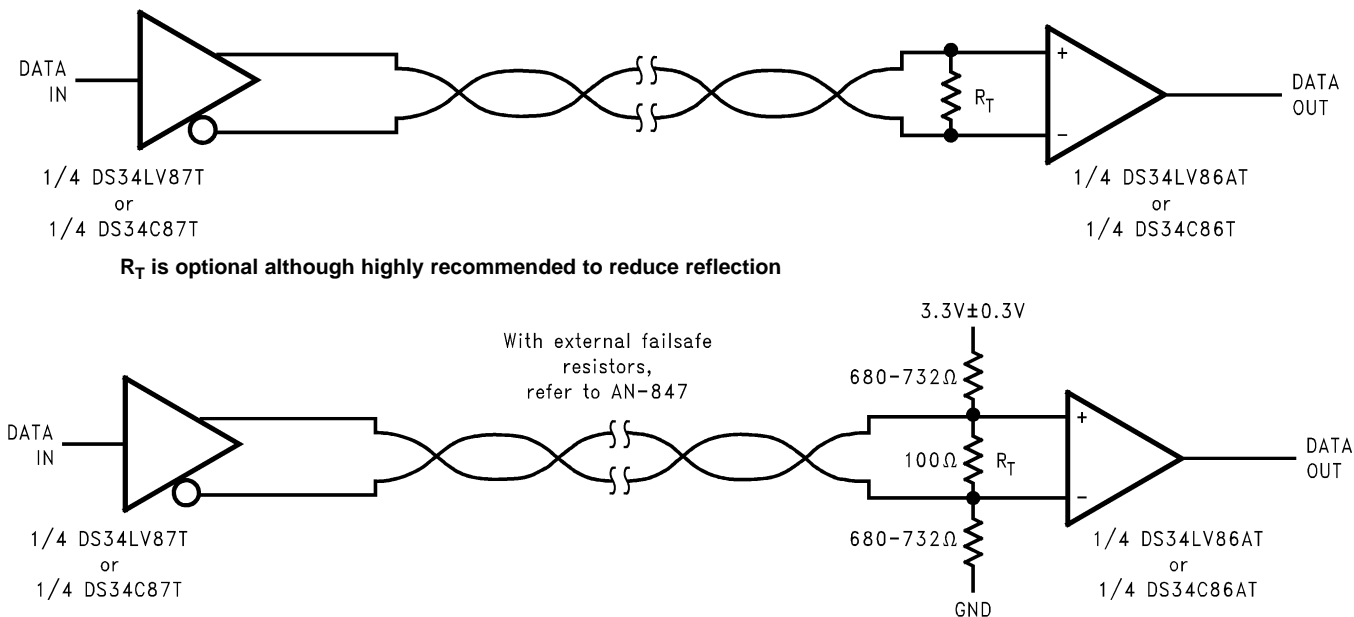 DATA
IN
+
R_T
−
DATA
OUT
1/4 DS34LV87T
or
1/4 DS34C87T
1/4 DS34LV86AT
or
1/4 DS34C86T
R_T is optional although highly recommended to reduce reflection
3.3V±0.3V
With external failsafe
resistors,
refer to AN-847
680-732Ω
DATA
IN
+
100Ω R_T
−
DATA
OUT
680-732Ω
1/4 DS34LV87T
or
1/4 DS34C87T
1/4 DS34LV86AT
or
1/4 DS34C86AT
GND